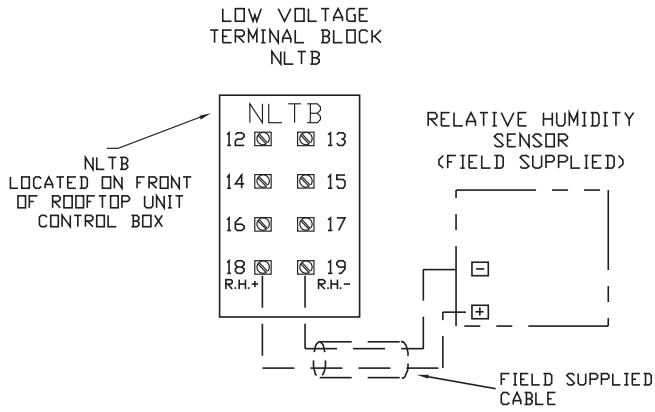 LOW VOLTAGE
TERMINAL BLOCK
NLTB
NLTB
12 13
14 15
16 17
18 19
R.H.+ R.H.-
NLTB
LOCATED ON FRONT
OF ROOFTOP UNIT
CONTROL BOX
RELATIVE HUMIDITY
SENSOR
(FIELD SUPPLIED)
-
+
FIELD SUPPLIED
CABLE